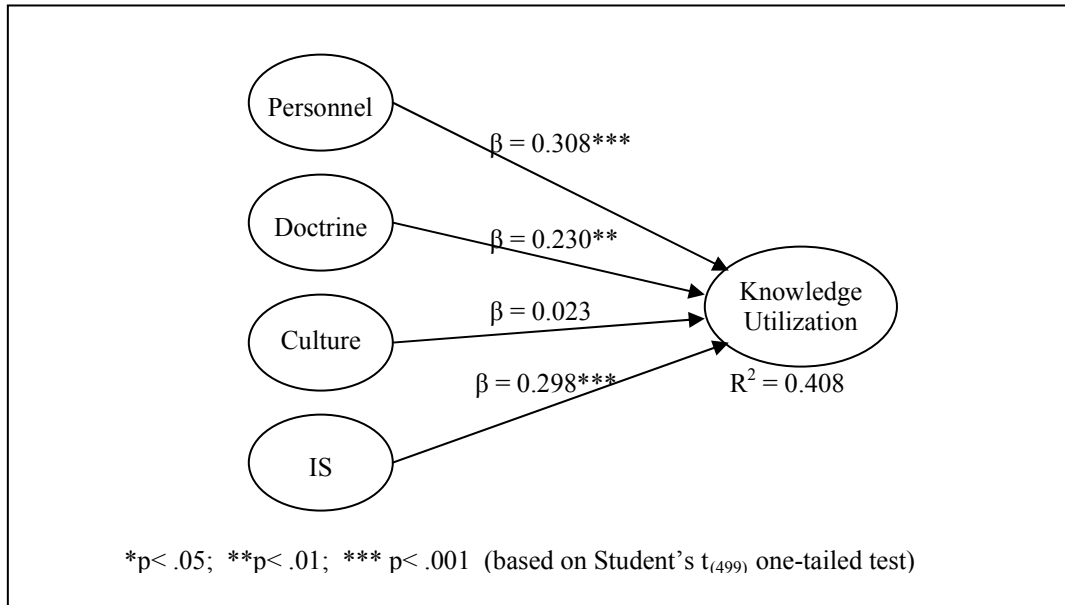 Personnel
β = 0.308***
Doctrine
β = 0.230**
Knowledge
Utilization
Culture
β = 0.023
β = 0.298***
R² = 0.408
IS
*p< .05;  **p< .01;  *** p< .001  (based on Student’s t₍₄₉₉₎ one-tailed test)